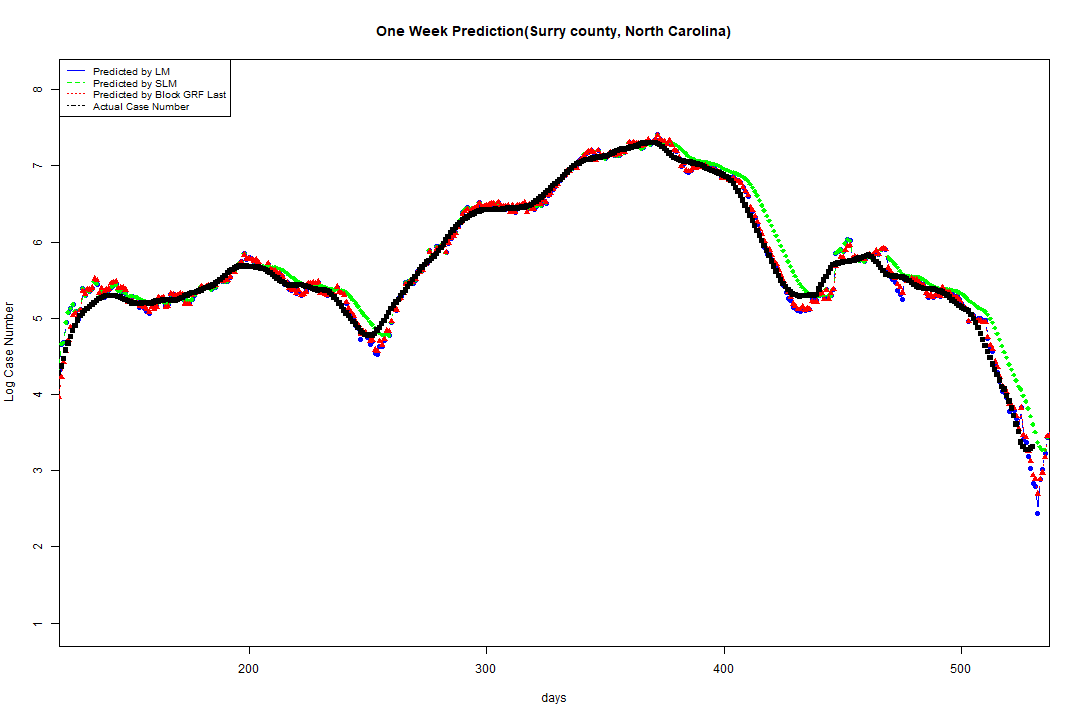 One Week Prediction(Surry county, North Carolina)
Predicted by LM
Predicted by SLM
Predicted by Block GRF Last
Actual Case Number
8
7
6
5
4
3
2
1
Log Case Number
200 300 400 500
days